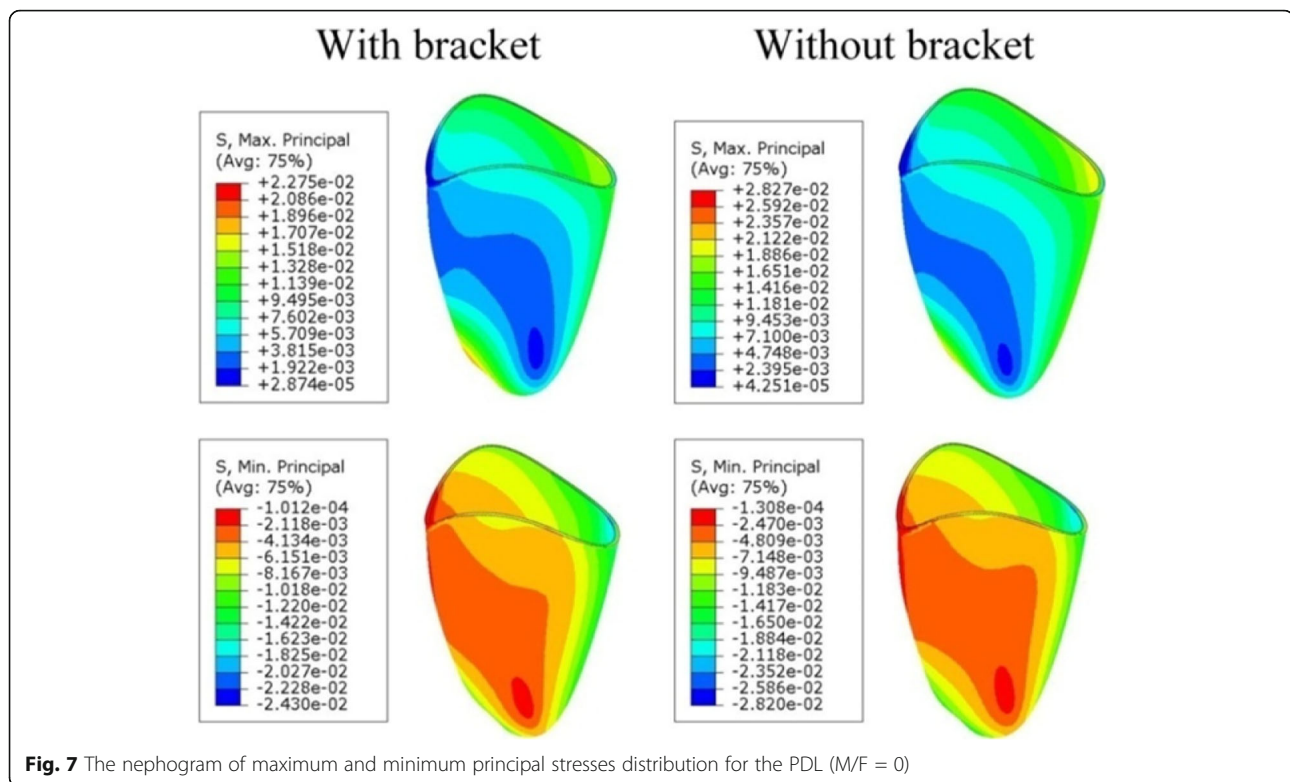 With bracket
Without bracket
S, Max. Principal
(Avg: 75%)
+2.275e-02
+2.086e-02
+1.896e-02
+1.707e-02
+1.518e-02
+1.328e-02
+1.139e-02
+9.495e-03
+7.602e-03
+5.709e-03
+3.815e-03
+1.922e-03
+2.874e-05
S, Max. Principal
(Avg: 75%)
+2.827e-02
+2.592e-02
+2.357e-02
+2.122e-02
+1.886e-02
+1.651e-02
+1.416e-02
+1.181e-02
+9.453e-03
+7.100e-03
+4.748e-03
+2.395e-03
+4.251e-05
S, Min. Principal
(Avg: 75%)
-1.012e-04
-2.118e-03
-4.134e-03
-6.151e-03
-8.167e-03
-1.018e-02
-1.220e-02
-1.422e-02
-1.623e-02
-1.825e-02
-2.027e-02
-2.228e-02
-2.430e-02
S, Min. Principal
(Avg: 75%)
-1.308e-04
-2.470e-03
-4.809e-03
-7.148e-03
-9.487e-03
-1.183e-02
-1.417e-02
-1.650e-02
-1.884e-02
-2.118e-02
-2.352e-02
-2.586e-02
-2.820e-02
Fig. 7 The nephogram of maximum and minimum principal stresses distribution for the PDL (M/F = 0)